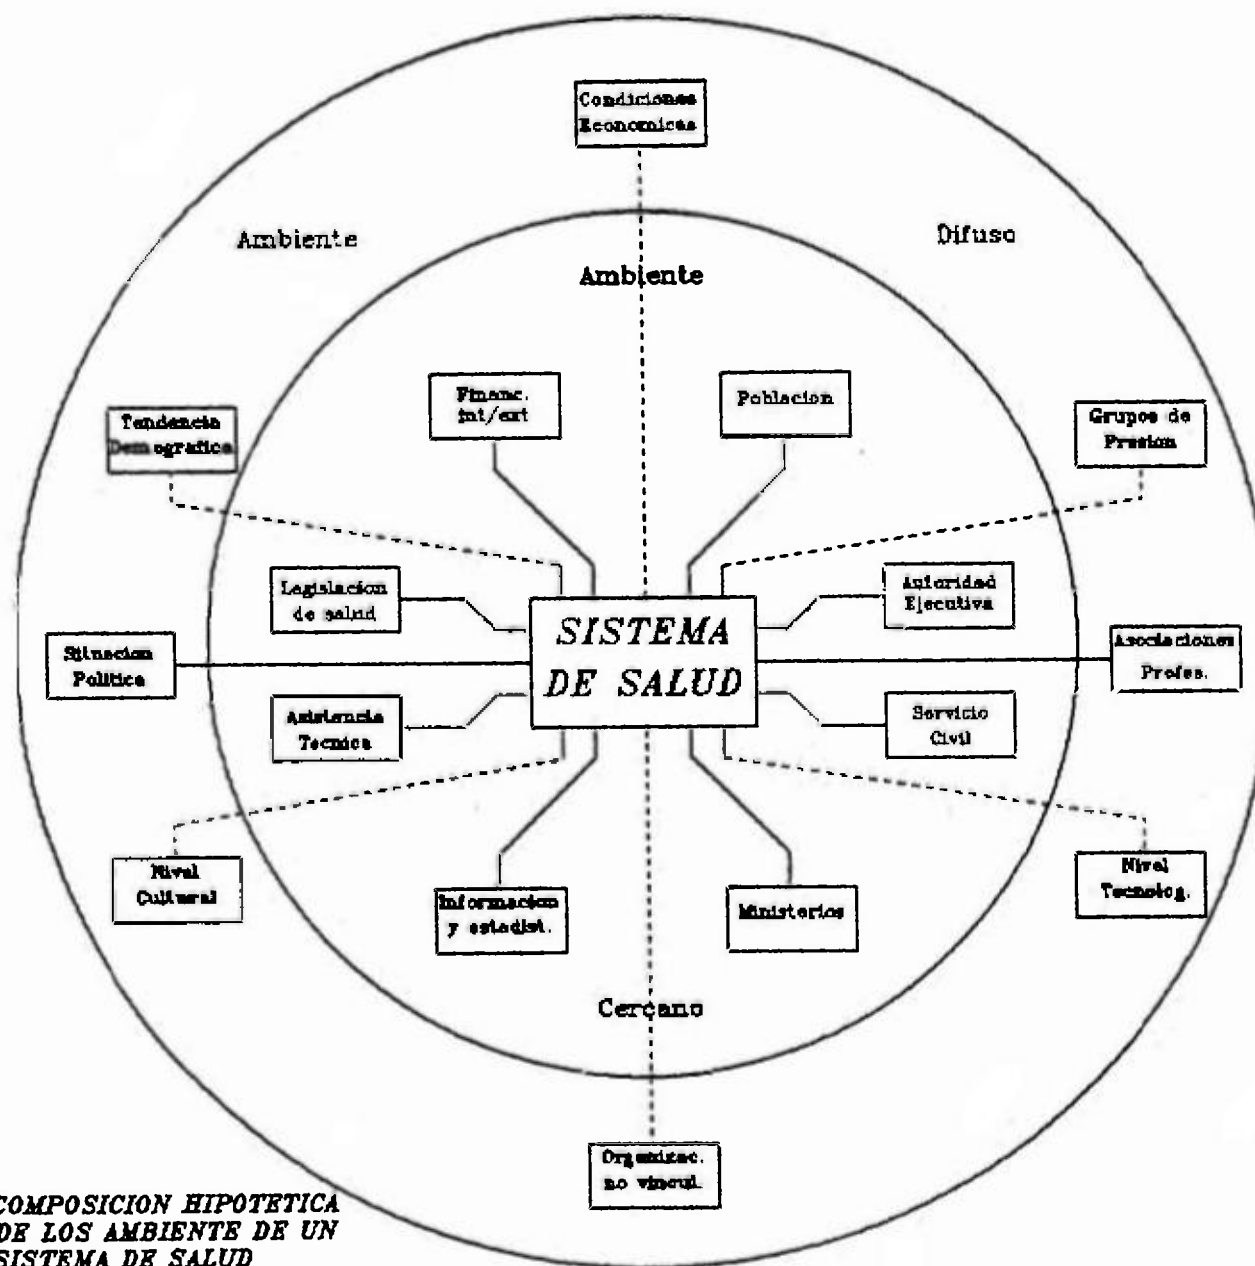 Condiciones
Economicas
Ambiente
Difuso
Ambiente
Financ.
int/ext
Poblacion
Tendencia
Demografica
Grupos de
Presion
Legislacion
de salud
Autoridad
Ejecutiva
SISTEMA
DE SALUD
Situacion
Politica
Asociaciones
Profes.
Asistencia
Tecnica
Servicio
Civil
Nivel
Cultural
Nivel
Tecnolog.
Informacion
y estadist.
Ministerios
Cercano
Organizac.
no vincul.
COMPOSICION HIPOTETICA
DE LOS AMBIENTE DE UN
SISTEMA DE SALUD